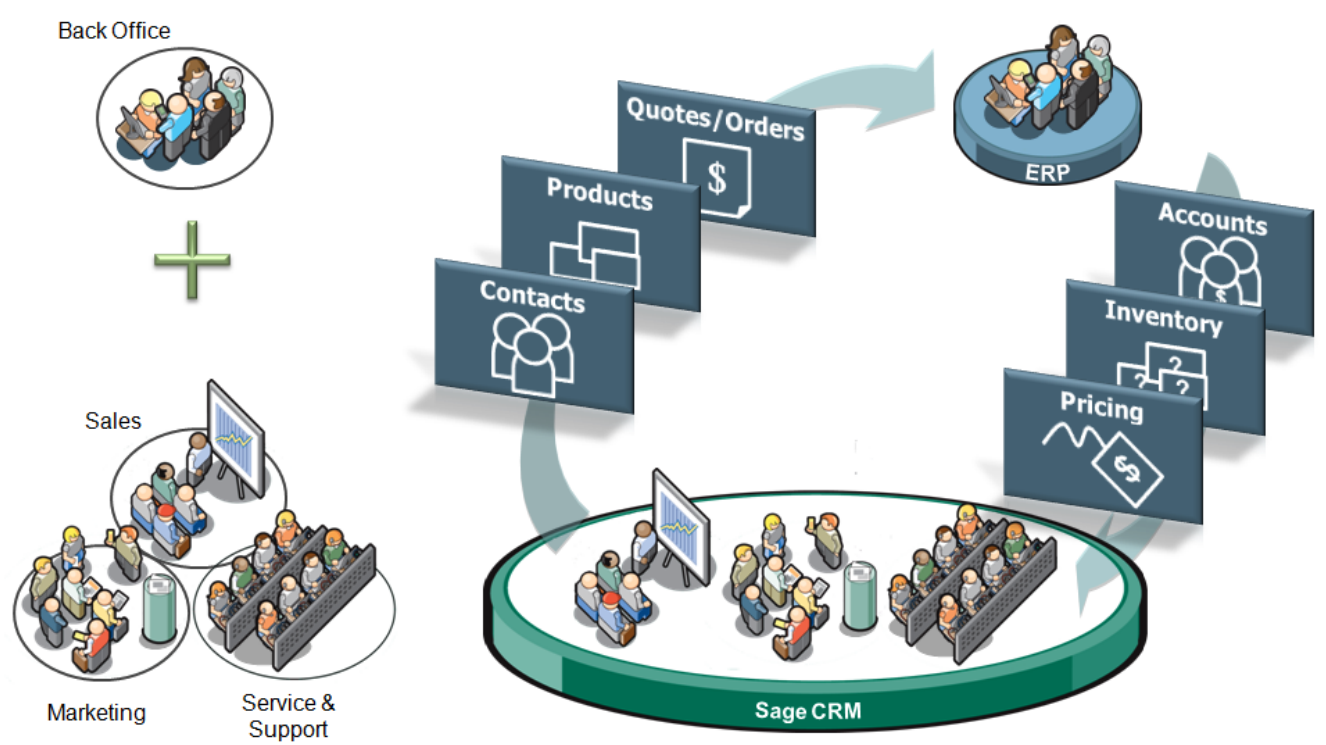 Back Office
Sales
Marketing
Service &
Support
Quotes/Orders
$
Products
Contacts
ERP
Accounts
$
Inventory
?
? ?
Pricing
$
Sage CRM